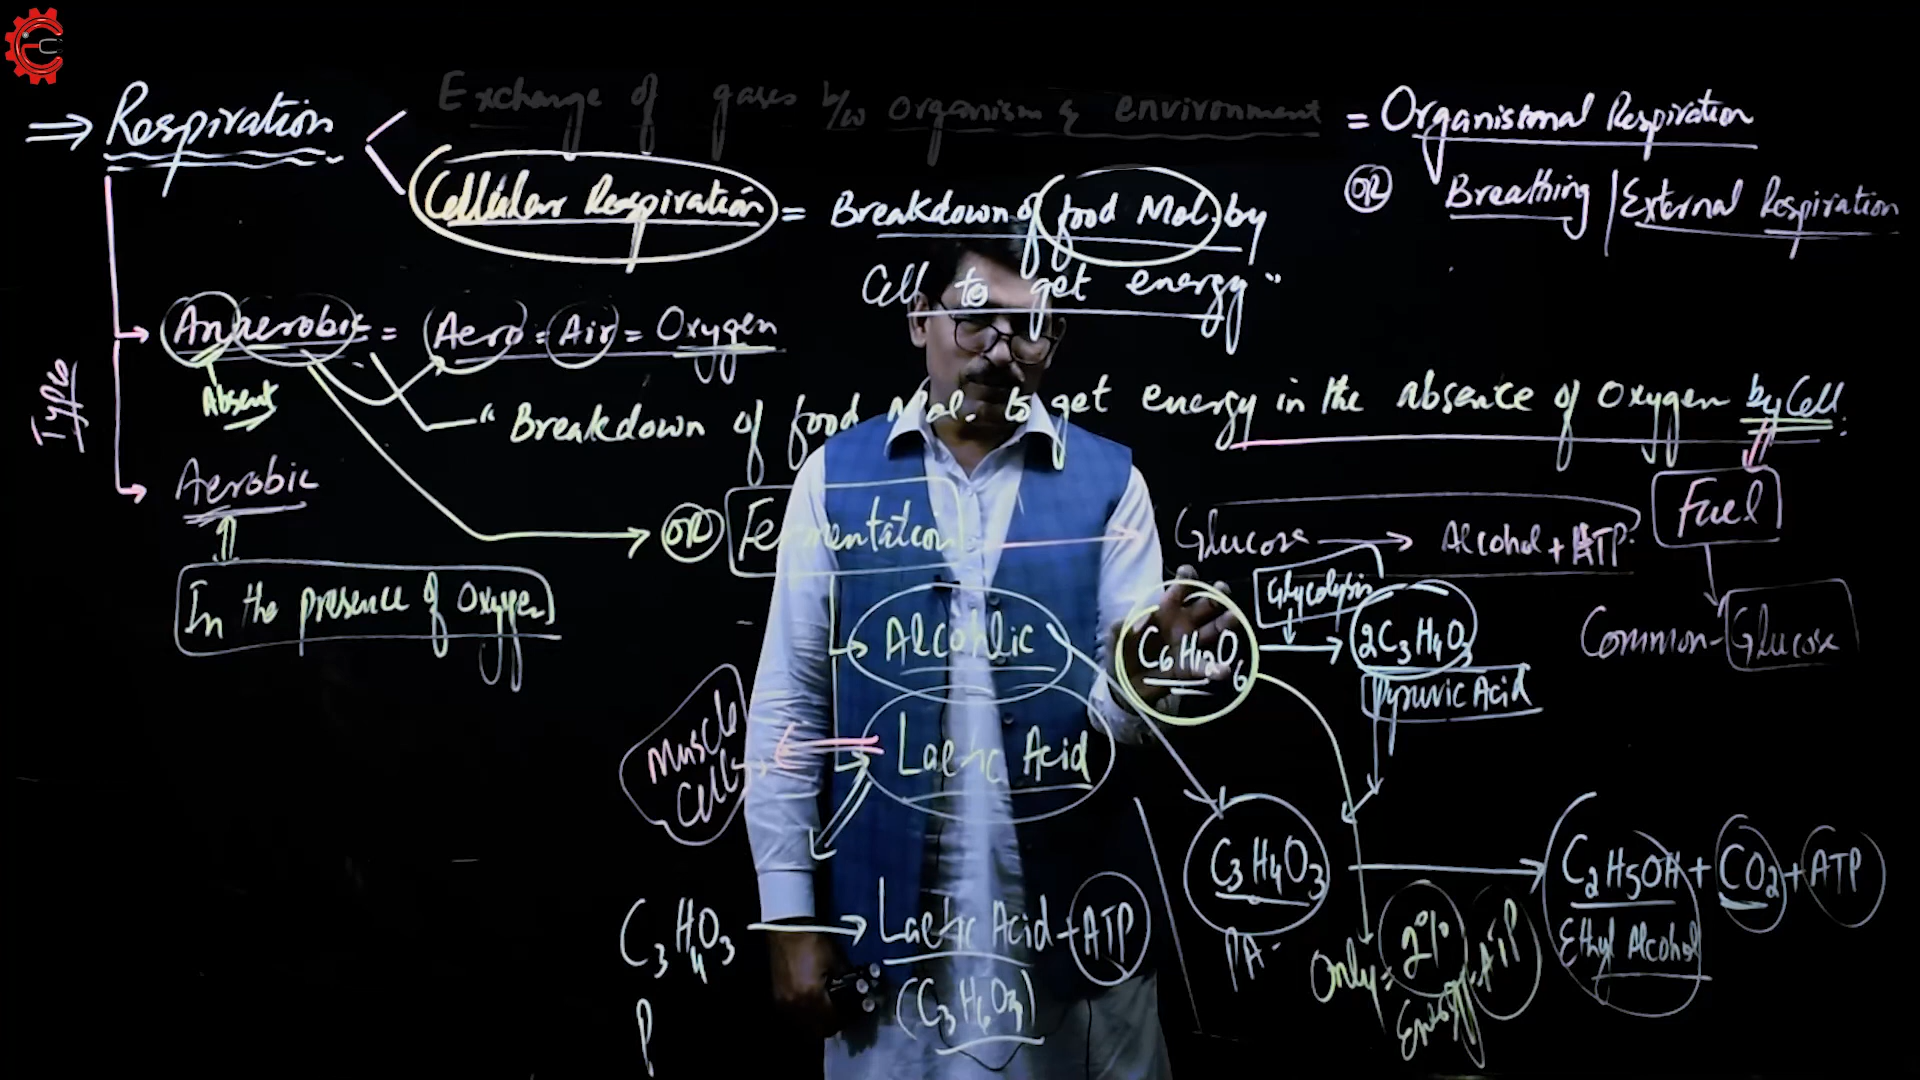 ⇒ Respiration
Exchange of gases b/w organism & environment = Organismal Respiration
OR Breathing / External Respiration
Cellular Respiration = Breakdown of food Mol. by
Cell to get energy"
Types
Anaerobic = Aero = Air = Oxygen
Absent
"Breakdown of food Mol. to get energy in the absence of Oxygen by Cell.
Aerobic
In the presence of Oxygen
OR Fermentation
Glucose → Alcohol + ATP
Fuel
Common - Glucose
Glycolysis
Alcohlic
C6H12O6 → 2C3H4O3
Pyruvic Acid
Lactic Acid
Muscle
Cells
C3H4O3 → C2H5OH + CO2 + ATP
Ethyl Alcohol
PA
Only = 2%
Energy ATP
C3H4O3 → Lactic Acid + ATP
(C3H6O3)
P